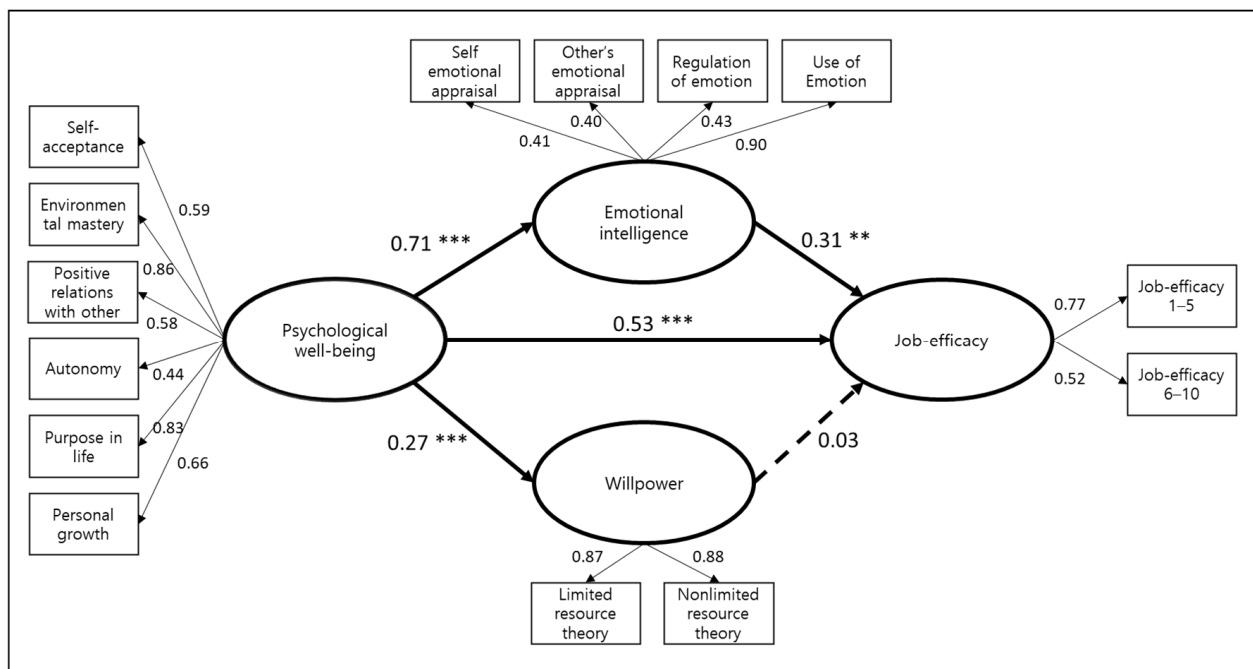 Self
emotional
appraisal
Other's
emotional
appraisal
Regulation
of emotion
Use of
Emotion
0.41
0.40
0.43
0.90
Self-
acceptance
Environmen
tal mastery
Positive
relations
with other
Autonomy
Purpose in
life
Personal
growth
0.59
0.86
0.58
0.44
0.83
0.66
Psychological
well-being
Emotional
intelligence
Willpower
Job-efficacy
0.71 ***
0.31 **
0.53 ***
0.27 ***
0.03
0.77
0.52
Job-efficacy
1–5
Job-efficacy
6–10
0.87
0.88
Limited
resource
theory
Nonlimited
resource
theory